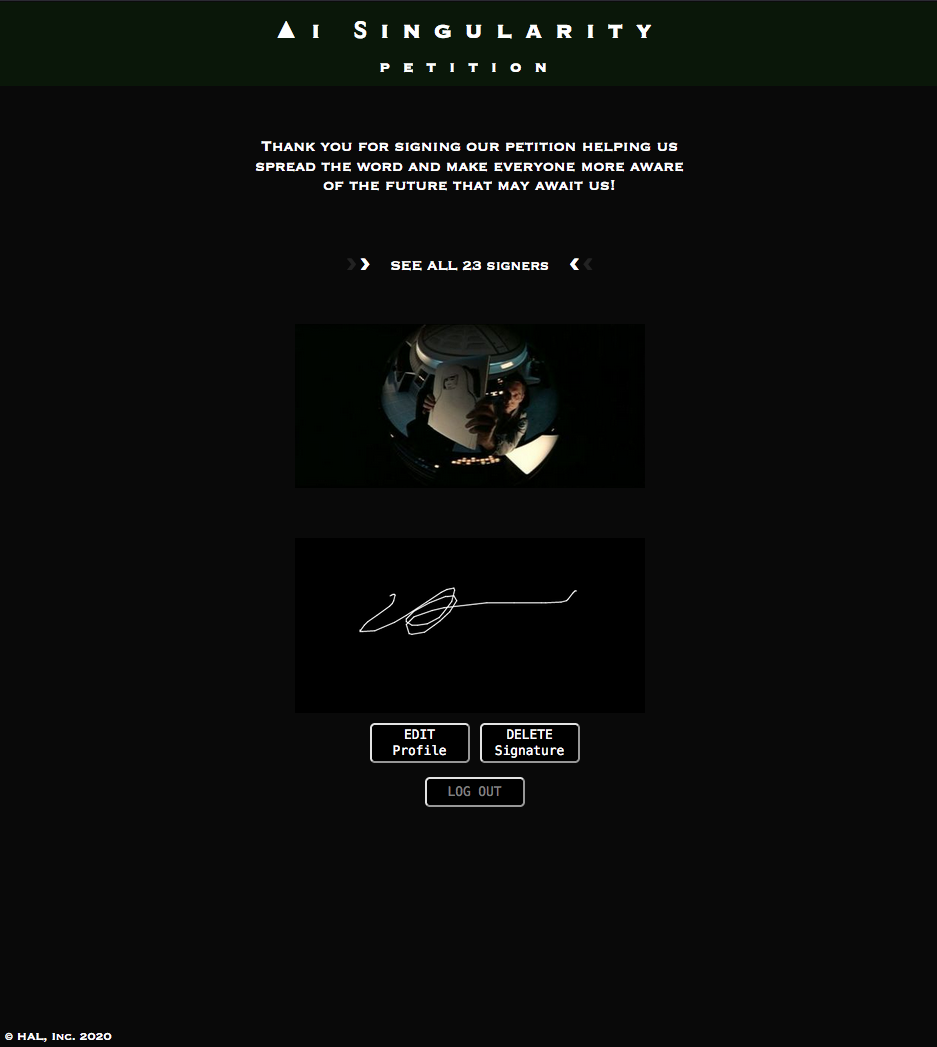 Ai Singularity
PETITION
Thank you for signing our petition helping us
spread the word and make everyone more aware
of the future that may await us!
SEE ALL 23 signers
EDIT
Profile
DELETE
Signature
LOG OUT
© HAL, Inc. 2020